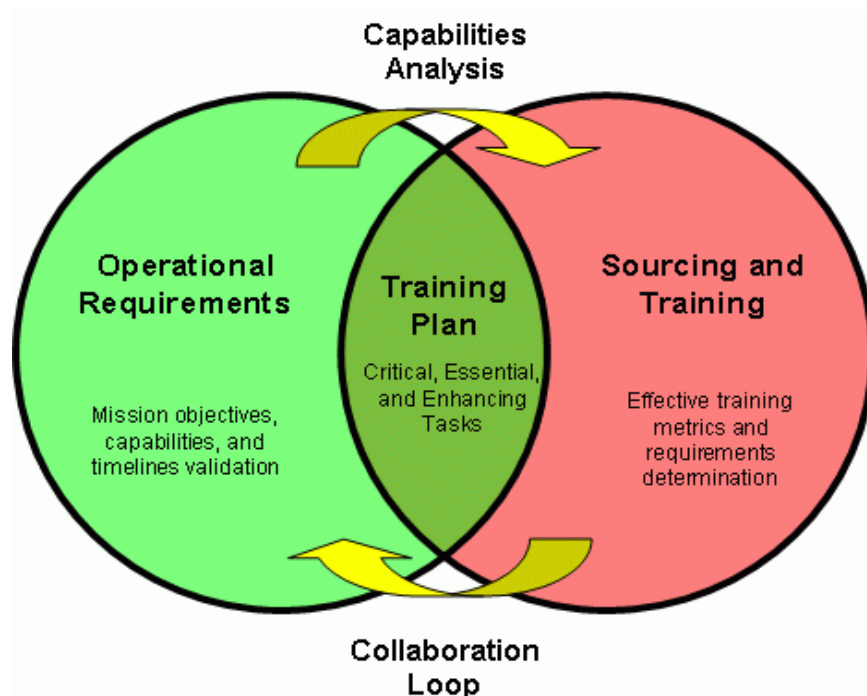 Capabilities
Analysis
Operational
Requirements
Mission objectives,
capabilities, and
timelines validation
Training
Plan
Critical, Essential,
and Enhancing
Tasks
Sourcing and
Training
Effective training
metrics and
requirements
determination
Collaboration
Loop